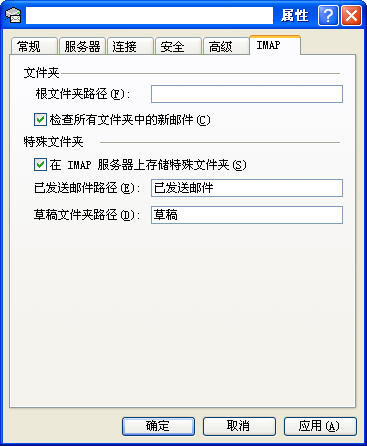 属性
常规 服务器 连接 安全 高级 IMAP
文件夹
根文件夹路径(F):
检查所有文件夹中的新邮件(C)
特殊文件夹
在 IMAP 服务器上存储特殊文件夹(S)
已发送邮件路径(E): 已发送邮件
草稿文件夹路径(D): 草稿
确定 取消 应用(A)